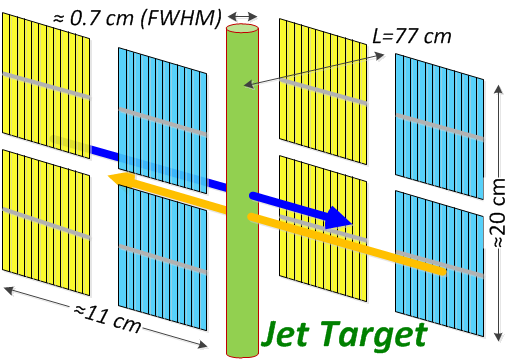 ≈ 0.7 cm (FWHM)
L=77 cm
≈20 cm
≈11 cm
Jet Target